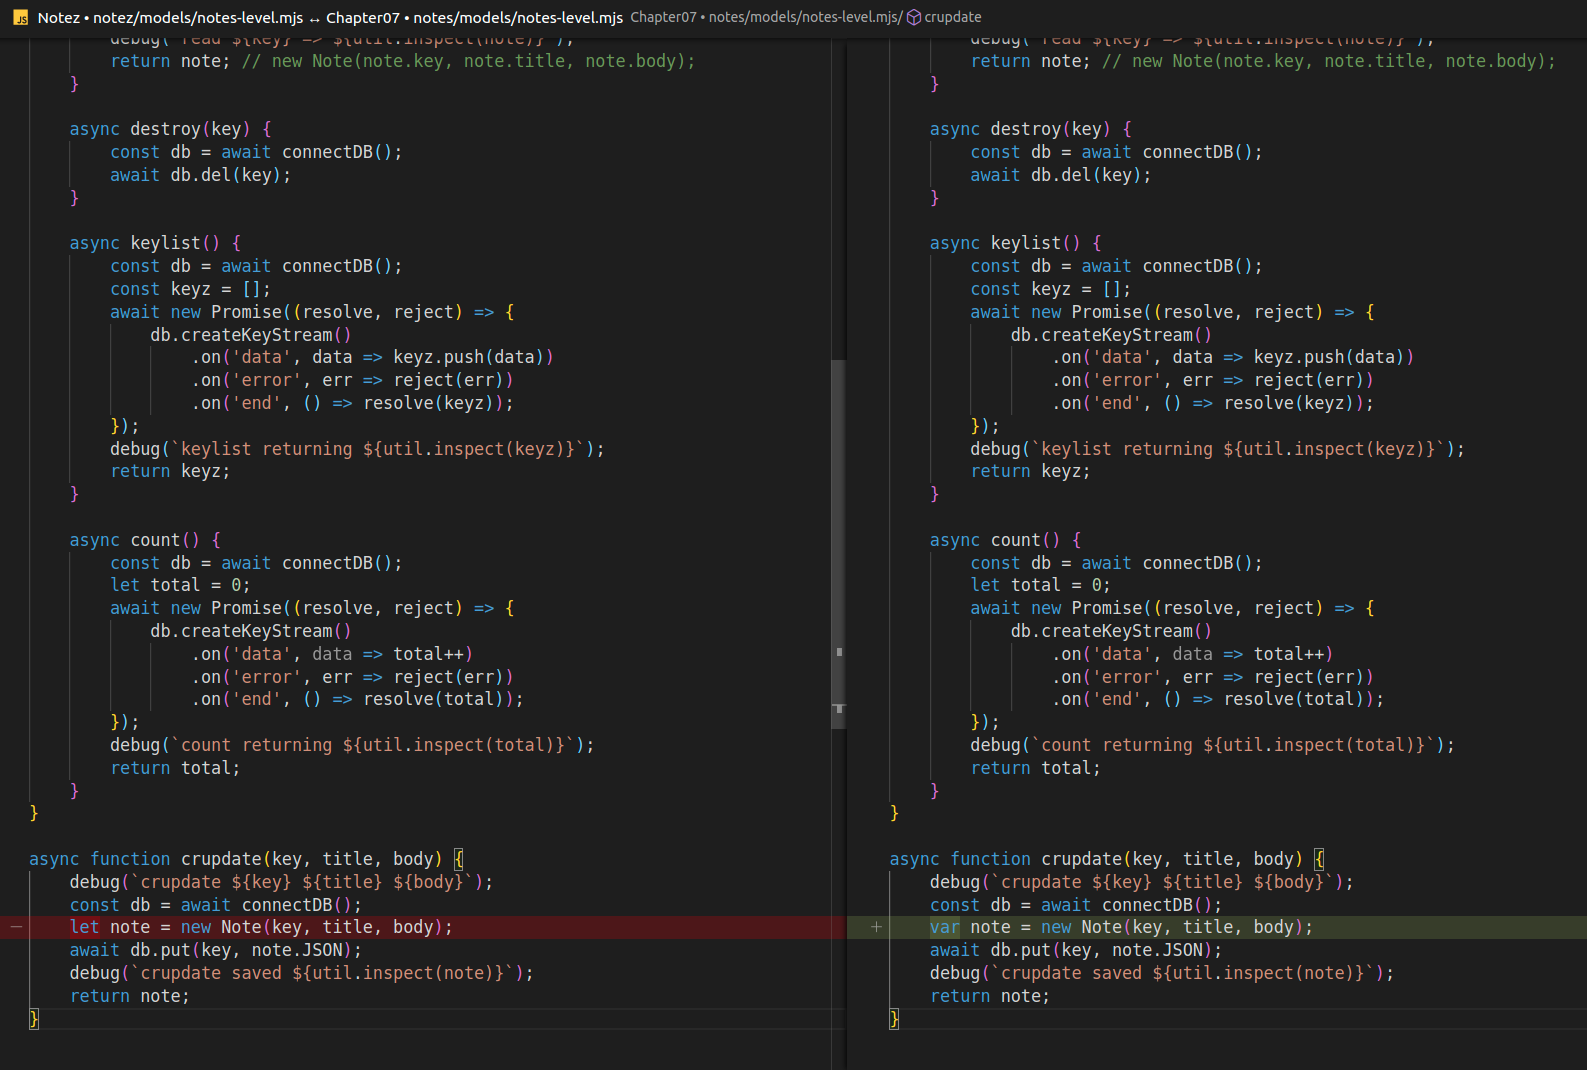 JS Notez • notez/models/notes-level.mjs ↔ Chapter07 • notes/models/notes-level.mjs Chapter07 • notes/models/notes-level.mjs/ crupdate
debug(`read ${key} => ${util.inspect(note)}`);
return note; // new Note(note.key, note.title, note.body);
}
async destroy(key) {
const db = await connectDB();
await db.del(key);
}
async keylist() {
const db = await connectDB();
const keyz = [];
await new Promise((resolve, reject) => {
db.createKeyStream()
.on('data', data => keyz.push(data))
.on('error', err => reject(err))
.on('end', () => resolve(keyz));
});
debug(`keylist returning ${util.inspect(keyz)}`);
return keyz;
}
async count() {
const db = await connectDB();
let total = 0;
await new Promise((resolve, reject) => {
db.createKeyStream()
.on('data', data => total++)
.on('error', err => reject(err))
.on('end', () => resolve(total));
});
debug(`count returning ${util.inspect(total)}`);
return total;
}
}
async function crupdate(key, title, body) {
debug(`crupdate ${key} ${title} ${body}`);
const db = await connectDB();
− let note = new Note(key, title, body);
await db.put(key, note.JSON);
debug(`crupdate saved ${util.inspect(note)}`);
return note;
}
debug(`read ${key} => ${util.inspect(note)}`);
return note; // new Note(note.key, note.title, note.body);
}
async destroy(key) {
const db = await connectDB();
await db.del(key);
}
async keylist() {
const db = await connectDB();
const keyz = [];
await new Promise((resolve, reject) => {
db.createKeyStream()
.on('data', data => keyz.push(data))
.on('error', err => reject(err))
.on('end', () => resolve(keyz));
});
debug(`keylist returning ${util.inspect(keyz)}`);
return keyz;
}
async count() {
const db = await connectDB();
let total = 0;
await new Promise((resolve, reject) => {
db.createKeyStream()
.on('data', data => total++)
.on('error', err => reject(err))
.on('end', () => resolve(total));
});
debug(`count returning ${util.inspect(total)}`);
return total;
}
}
async function crupdate(key, title, body) {
debug(`crupdate ${key} ${title} ${body}`);
const db = await connectDB();
+ var note = new Note(key, title, body);
await db.put(key, note.JSON);
debug(`crupdate saved ${util.inspect(note)}`);
return note;
}